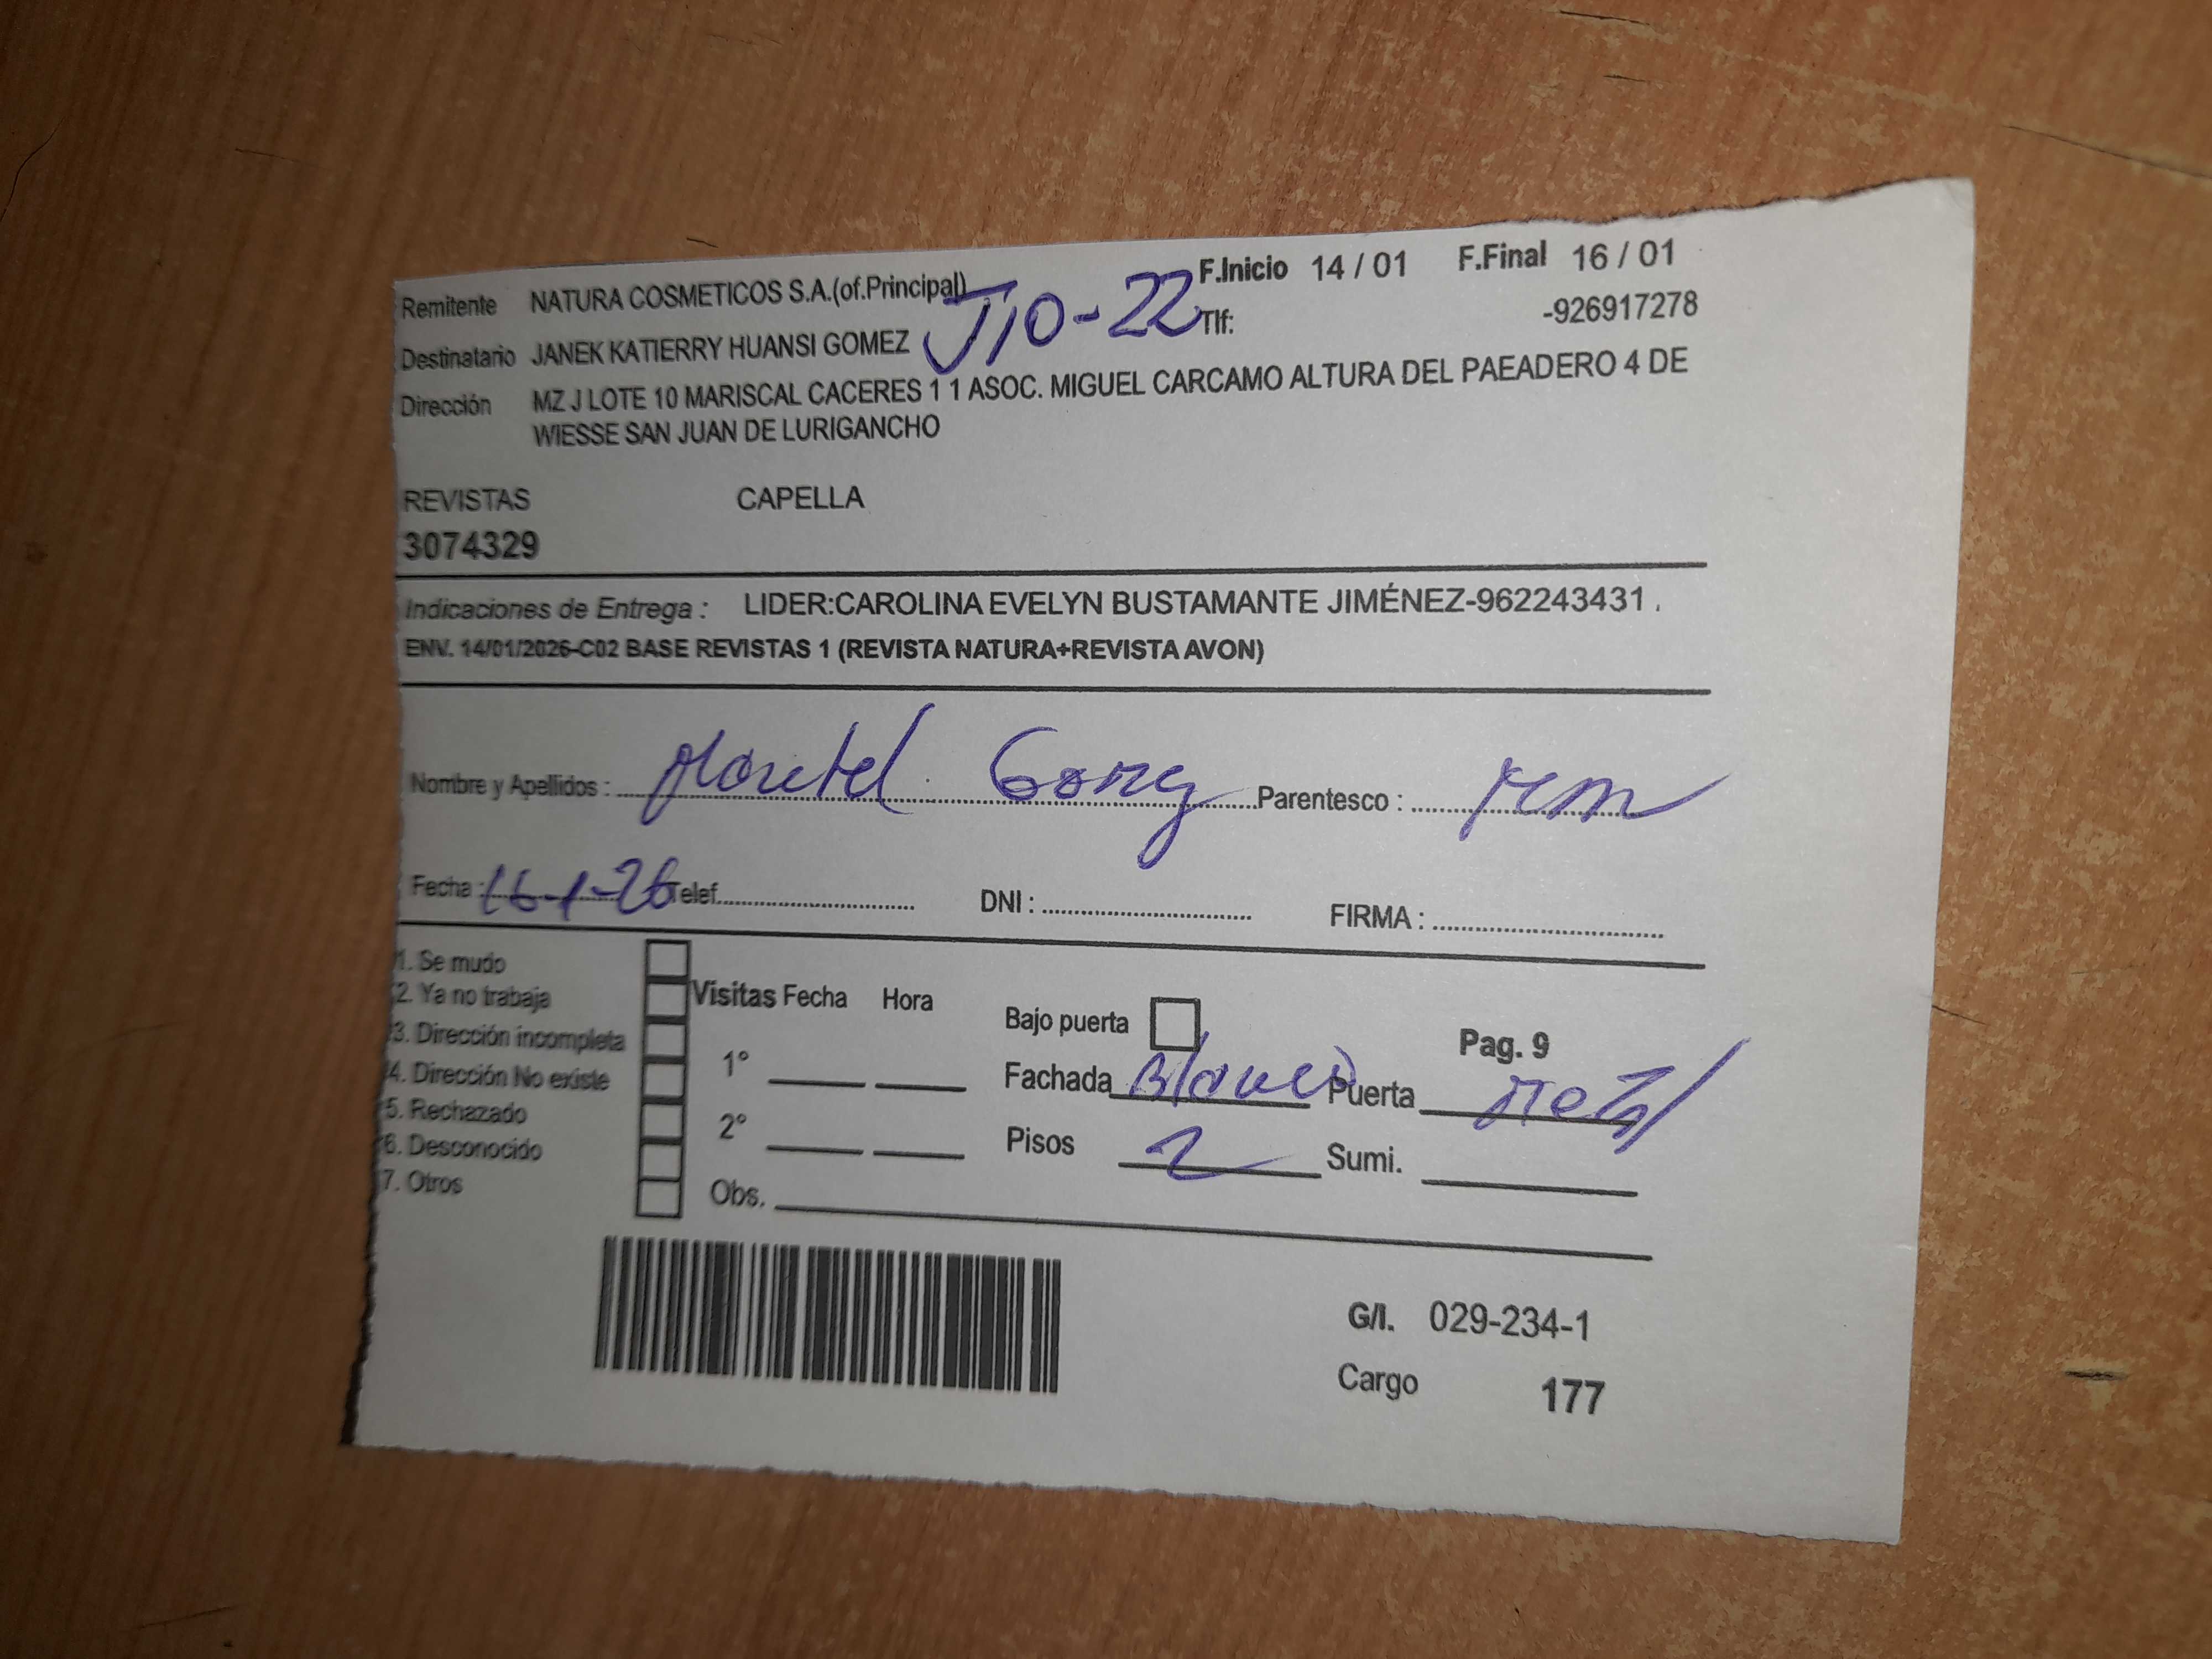 Remitente NATURA COSMETICOS S.A.(of.Principal) F.Inicio 14 / 01 F.Final 16 / 01
J10-22 Tlf: -926917278
Destinatario JANEK KATIERRY HUANSI GOMEZ
Dirección MZ J LOTE 10 MARISCAL CACERES 1 1 ASOC. MIGUEL CARCAMO ALTURA DEL PAEADERO 4 DE
WIESSE SAN JUAN DE LURIGANCHO
REVISTAS CAPELLA
3074329
Indicaciones de Entrega : LIDER:CAROLINA EVELYN BUSTAMANTE JIMÉNEZ-962243431 .
ENV. 14/01/2026-C02 BASE REVISTAS 1 (REVISTA NATURA+REVISTA AVON)
Nombre y Apellidos : Parentesco :
Fecha : 16-1-26 Telef. DNI : FIRMA :
1. Se mudo
2. Ya no trabaja
3. Dirección incompleta
4. Dirección No existe
5. Rechazado
6. Desconocido
7. Otros
Visitas Fecha Hora
1°
2°
Obs.
Bajo puerta Pag. 9
Fachada Blanco Puerta Metal
Pisos 2 Sumi.
G/I. 029-234-1
Cargo 177